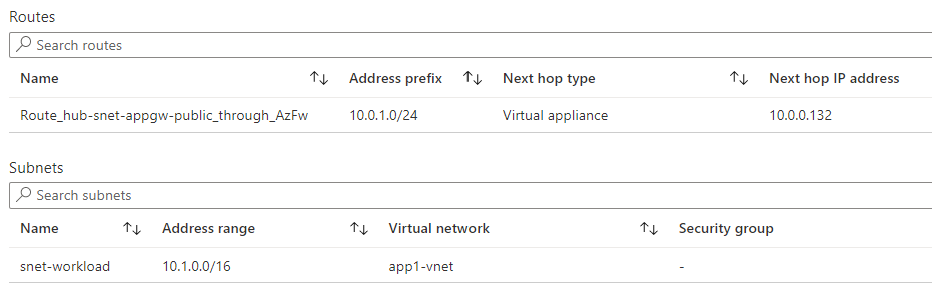 Routes
Search routes
Name Address prefix Next hop type Next hop IP address
Route_hub-snet-appgw-public_through_AzFw 10.0.1.0/24 Virtual appliance 10.0.0.132
Subnets
Search subnets
Name Address range Virtual network Security group
snet-workload 10.1.0.0/16 app1-vnet -